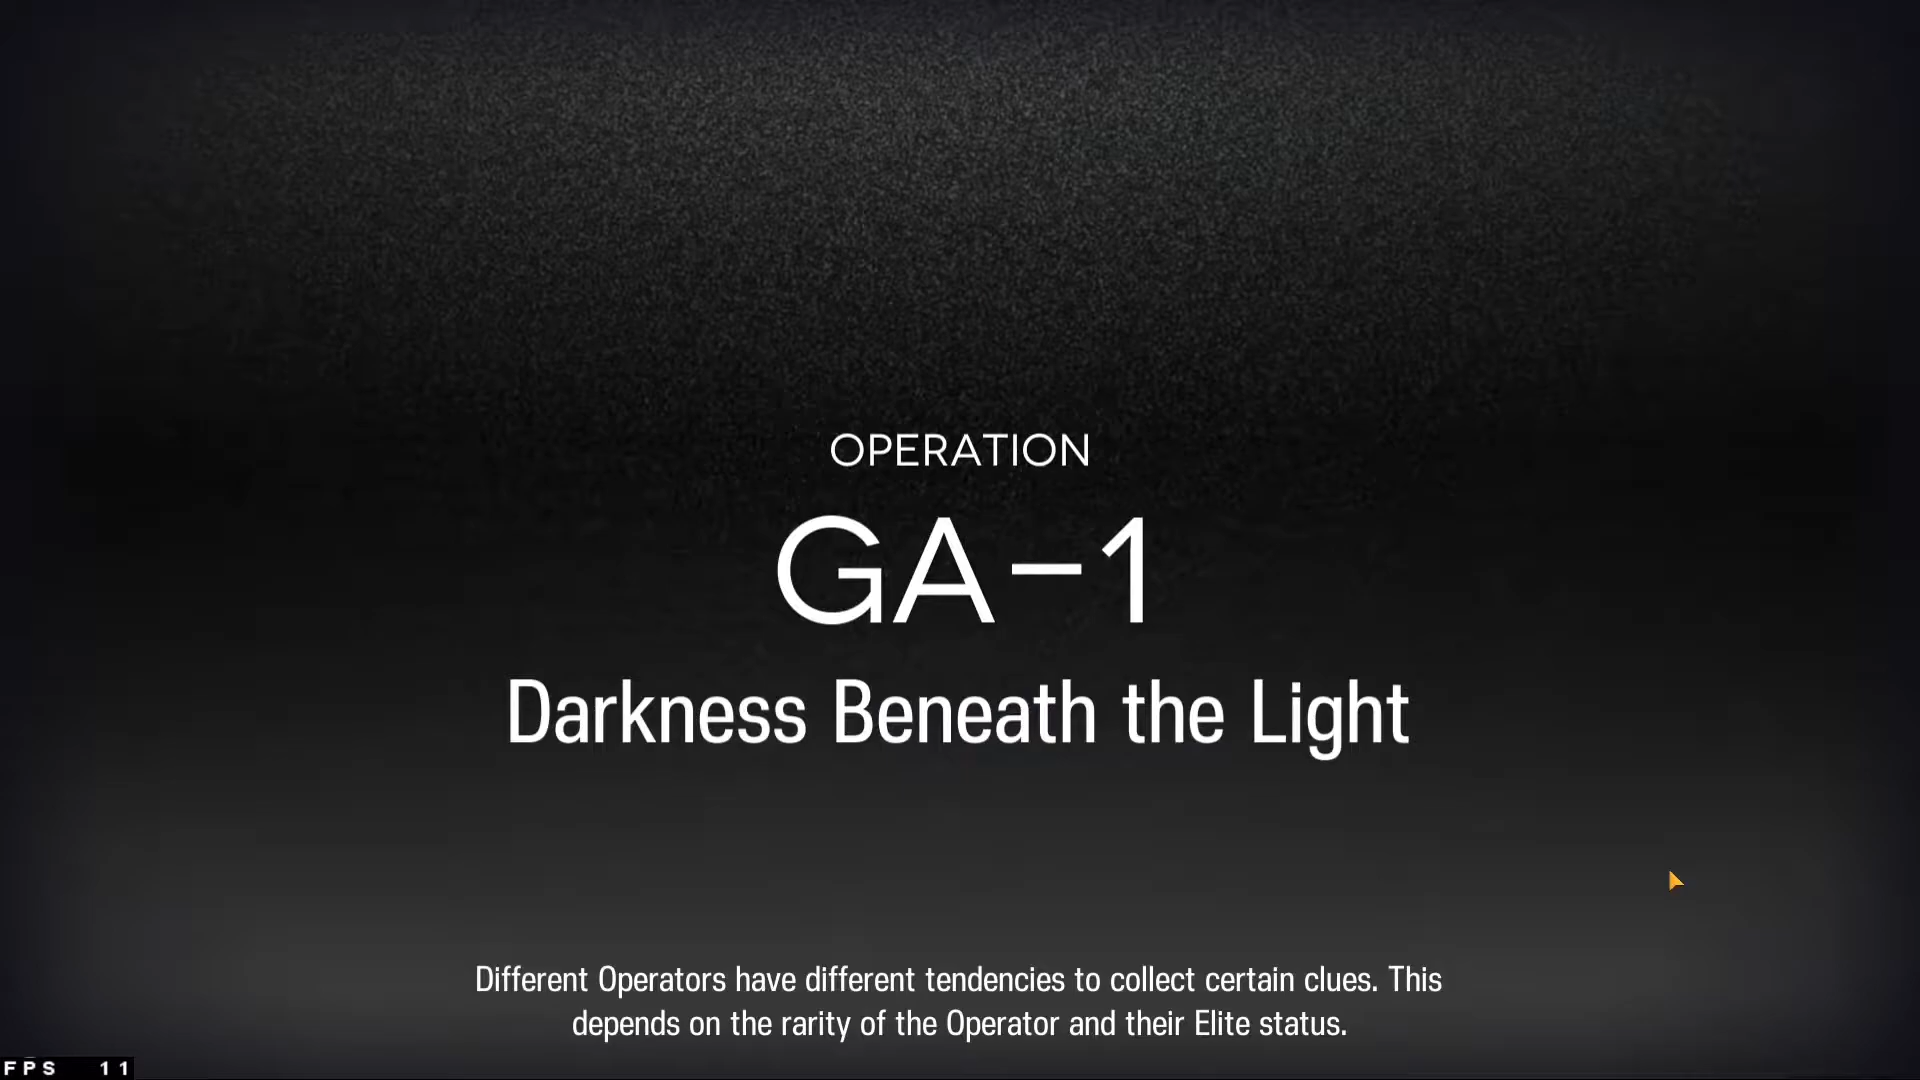 OPERATION
GA-1
Darkness Beneath the Light
Different Operators have different tendencies to collect certain clues. This
depends on the rarity of the Operator and their Elite status.
FPS 11